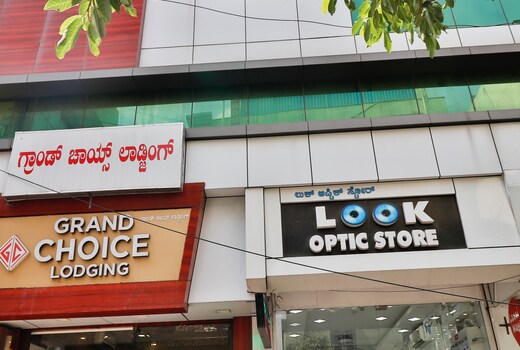 ಗ್ರಾಂಡ್ ಚಾಯ್ಸ್ ಲಾಡ್ಜಿಂಗ್
GRAND
CHOICE
LODGING
ಲುಕ್ ಆಪ್ಟಿಕ್ ಸ್ಟೋರ್
LOOK
OPTIC STORE